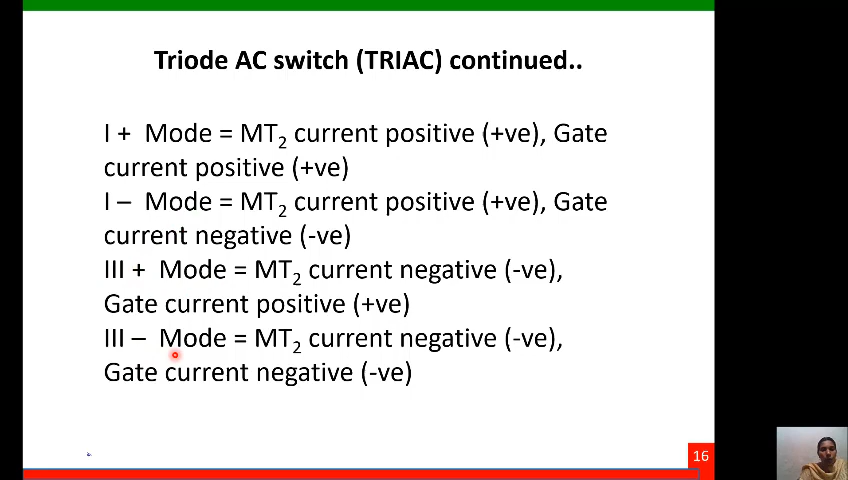 Triode AC switch (TRIAC) continued..
I + Mode = MT2 current positive (+ve), Gate
current positive (+ve)
I – Mode = MT2 current positive (+ve), Gate
current negative (-ve)
III + Mode = MT2 current negative (-ve),
Gate current positive (+ve)
III – Mode = MT2 current negative (-ve),
Gate current negative (-ve)
16